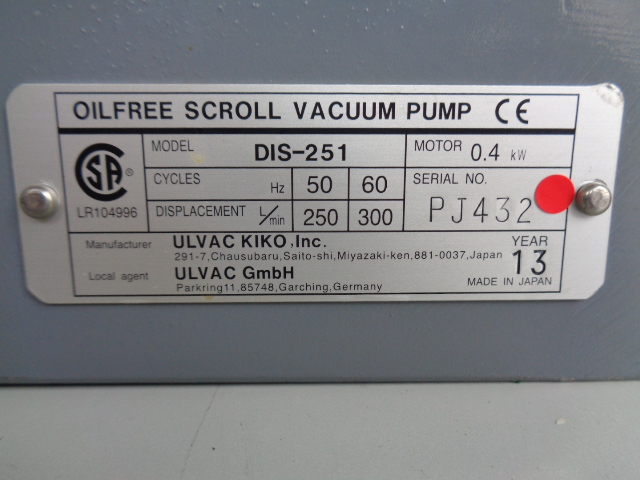 OILFREE SCROLL VACUUM PUMP CE
SA ®
LR104996
MODEL DIS-251 MOTOR 0.4 kW
CYCLES Hz 50 60 SERIAL NO.
DISPLACEMENT L/min 250 300 PJ432
Manufacturer ULVAC KIKO,Inc. YEAR
291-7,Chausubaru,Saito-shi,Miyazaki-ken,881-0037,Japan 13
Local agent ULVAC GmbH
Parkring11,85748,Garching,Germany MADE IN JAPAN